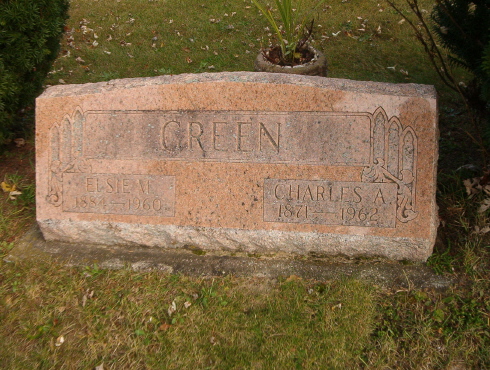 GREEN
ELSIE M.
1884–1960
CHARLES A.
1871–1962